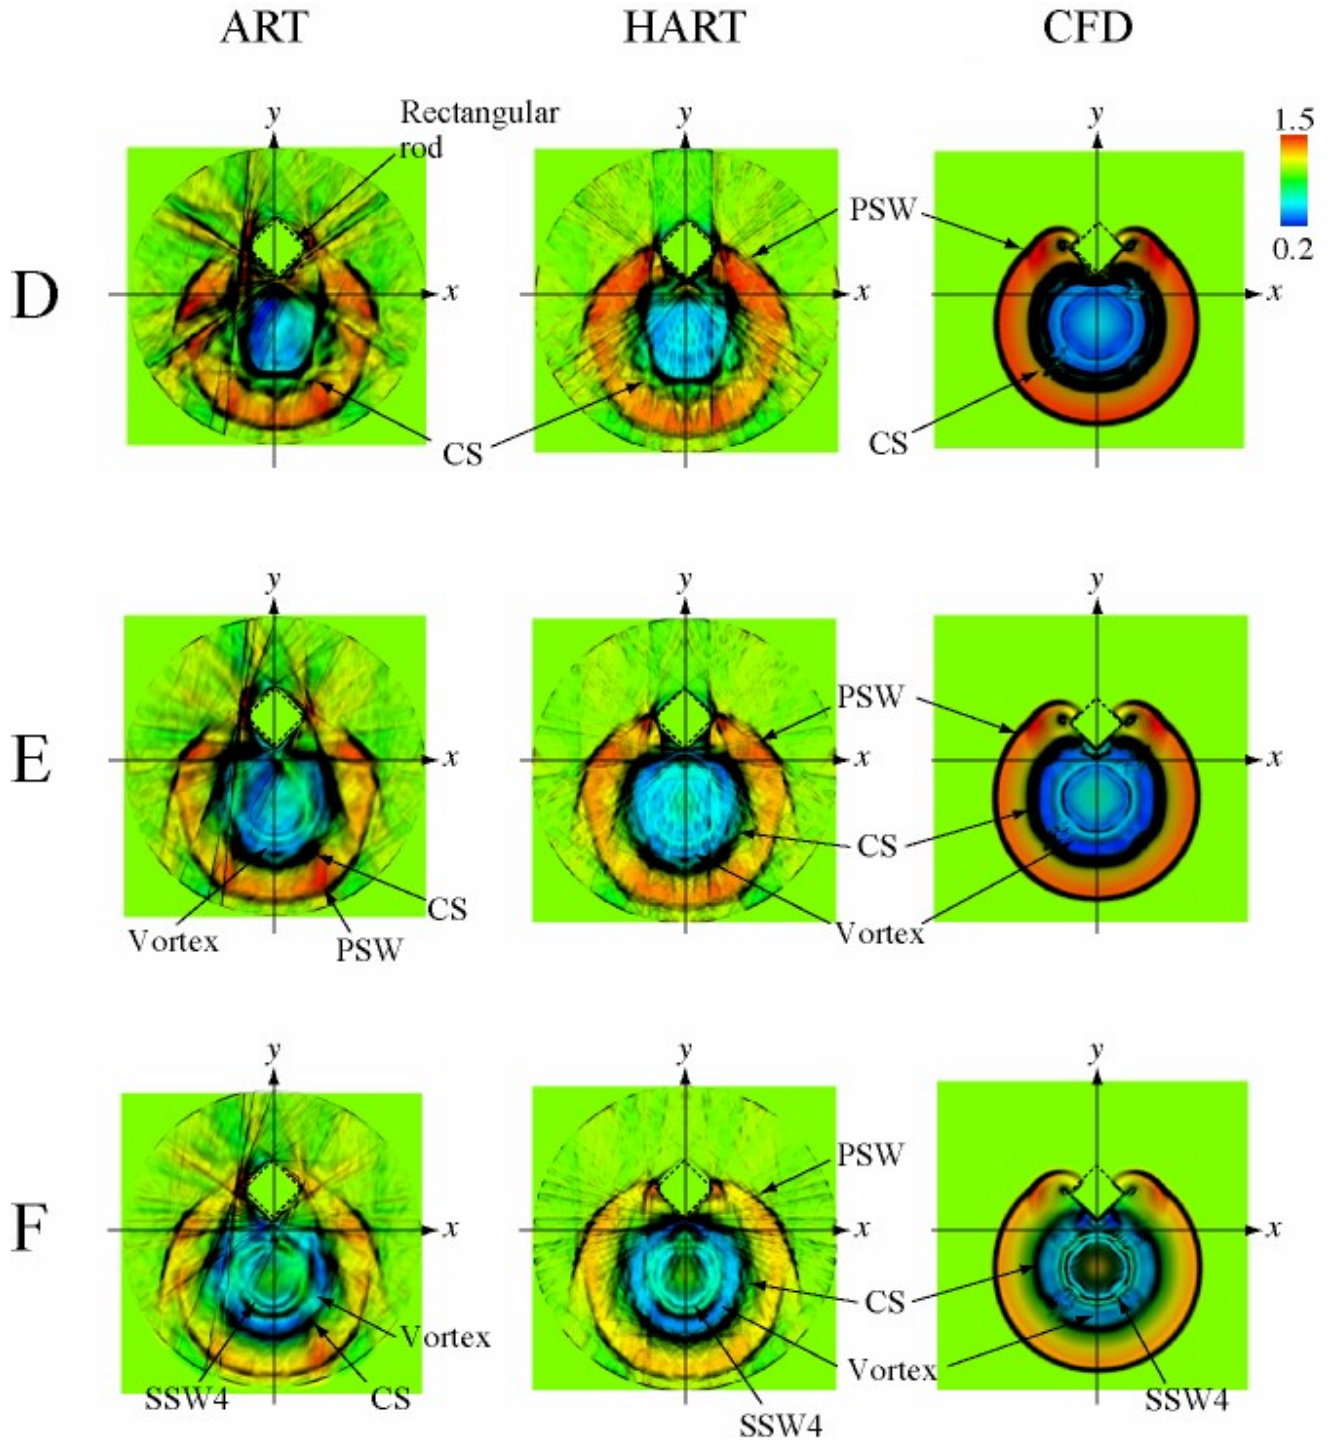 ART HART CFD
y Rectangular rod y y 1.5
0.2
PSW
D x x x
CS CS
y y y
PSW
E x x x
CS
CS
Vortex PSW Vortex
y y y
PSW
F x x x
CS
Vortex Vortex
SSW4 CS SSW4 SSW4